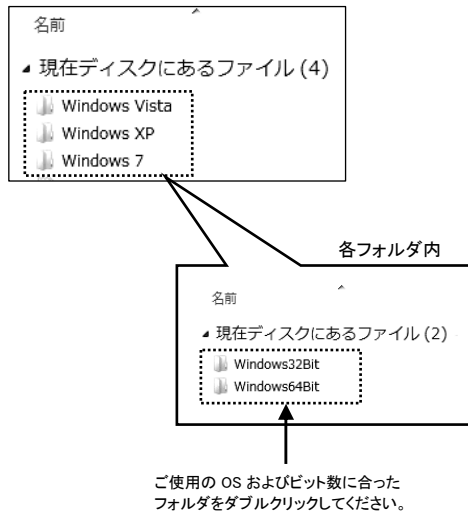 名前
現在ディスクにあるファイル (4)
Windows Vista
Windows XP
Windows 7
各フォルダ内
名前
現在ディスクにあるファイル (2)
Windows32Bit
Windows64Bit
ご使用の OS およびビット数に合った
フォルダをダブルクリックしてください。